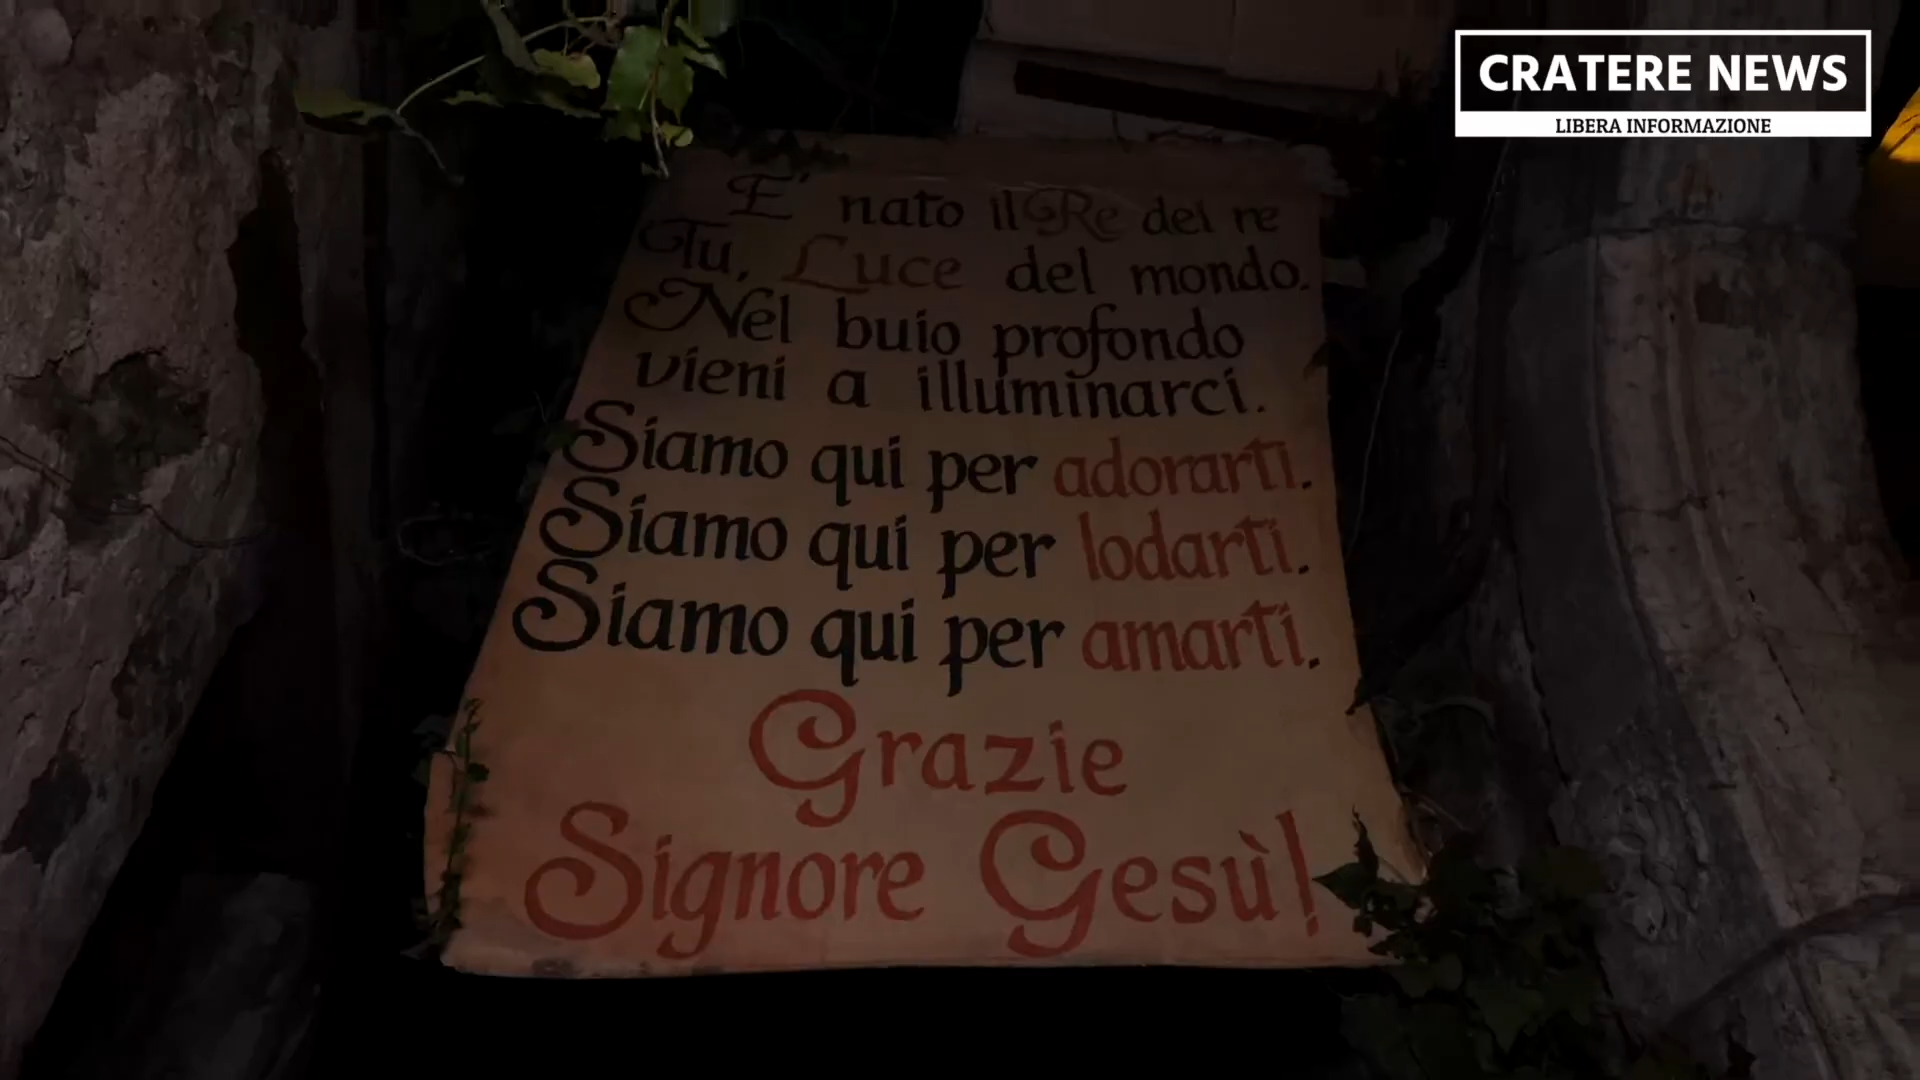 CRATERE NEWS
LIBERA INFORMAZIONE
E' nato il Re dei re
Tu, Luce del mondo.
Nel buio profondo
vieni a illuminarci.
Siamo qui per adorarti.
Siamo qui per lodarti.
Siamo qui per amarti.
Grazie
Signore Gesù!